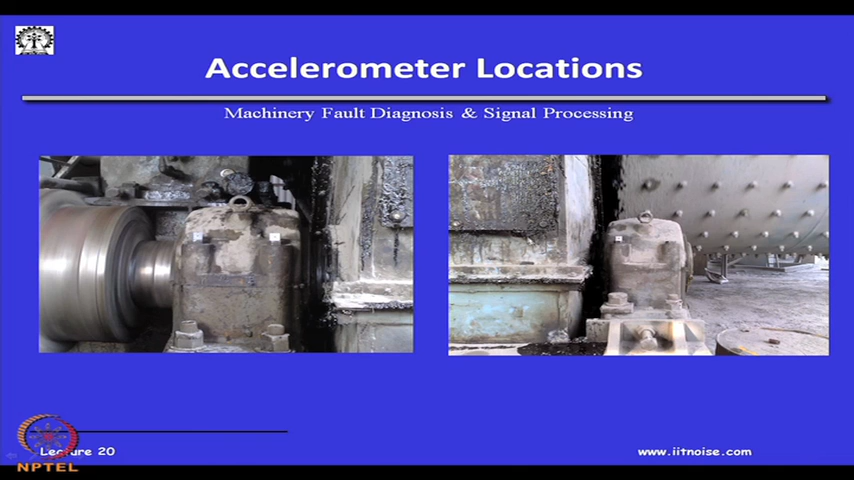 Accelerometer Locations
Machinery Fault Diagnosis & Signal Processing
Lecture 20
www.iitnoise.com
NPTEL